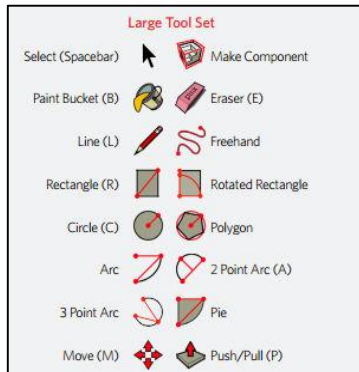 Large Tool Set
Select (Spacebar) Make Component
Paint Bucket (B) Eraser (E)
Line (L) Freehand
Rectangle (R) Rotated Rectangle
Circle (C) Polygon
Arc 2 Point Arc (A)
3 Point Arc Pie
Move (M) Push/Pull (P)